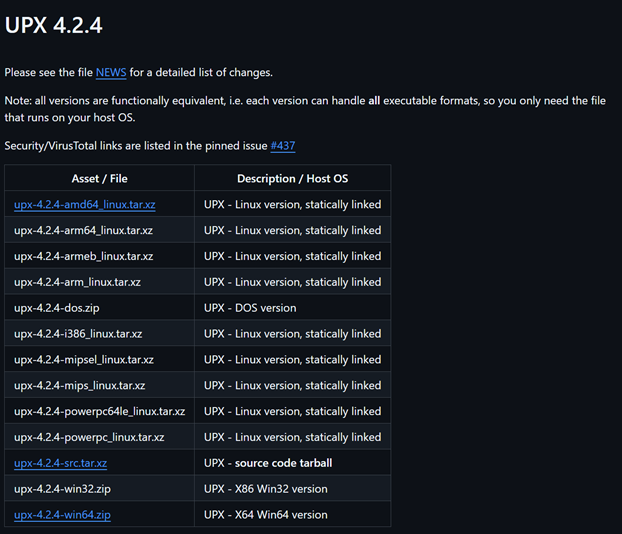 UPX 4.2.4
Please see the file NEWS for a detailed list of changes.
Note: all versions are functionally equivalent, i.e. each version can handle all executable formats, so you only need the file
that runs on your host OS.
Security/VirusTotal links are listed in the pinned issue #437
Asset / File Description / Host OS
upx-4.2.4-amd64_linux.tar.xz UPX - Linux version, statically linked
upx-4.2.4-arm64_linux.tar.xz UPX - Linux version, statically linked
upx-4.2.4-armeb_linux.tar.xz UPX - Linux version, statically linked
upx-4.2.4-arm_linux.tar.xz UPX - Linux version, statically linked
upx-4.2.4-dos.zip UPX - DOS version
upx-4.2.4-i386_linux.tar.xz UPX - Linux version, statically linked
upx-4.2.4-mipsel_linux.tar.xz UPX - Linux version, statically linked
upx-4.2.4-mips_linux.tar.xz UPX - Linux version, statically linked
upx-4.2.4-powerpc64le_linux.tar.xz UPX - Linux version, statically linked
upx-4.2.4-powerpc_linux.tar.xz UPX - Linux version, statically linked
upx-4.2.4-src.tar.xz UPX - source code tarball
upx-4.2.4-win32.zip UPX - X86 Win32 version
upx-4.2.4-win64.zip UPX - X64 Win64 version